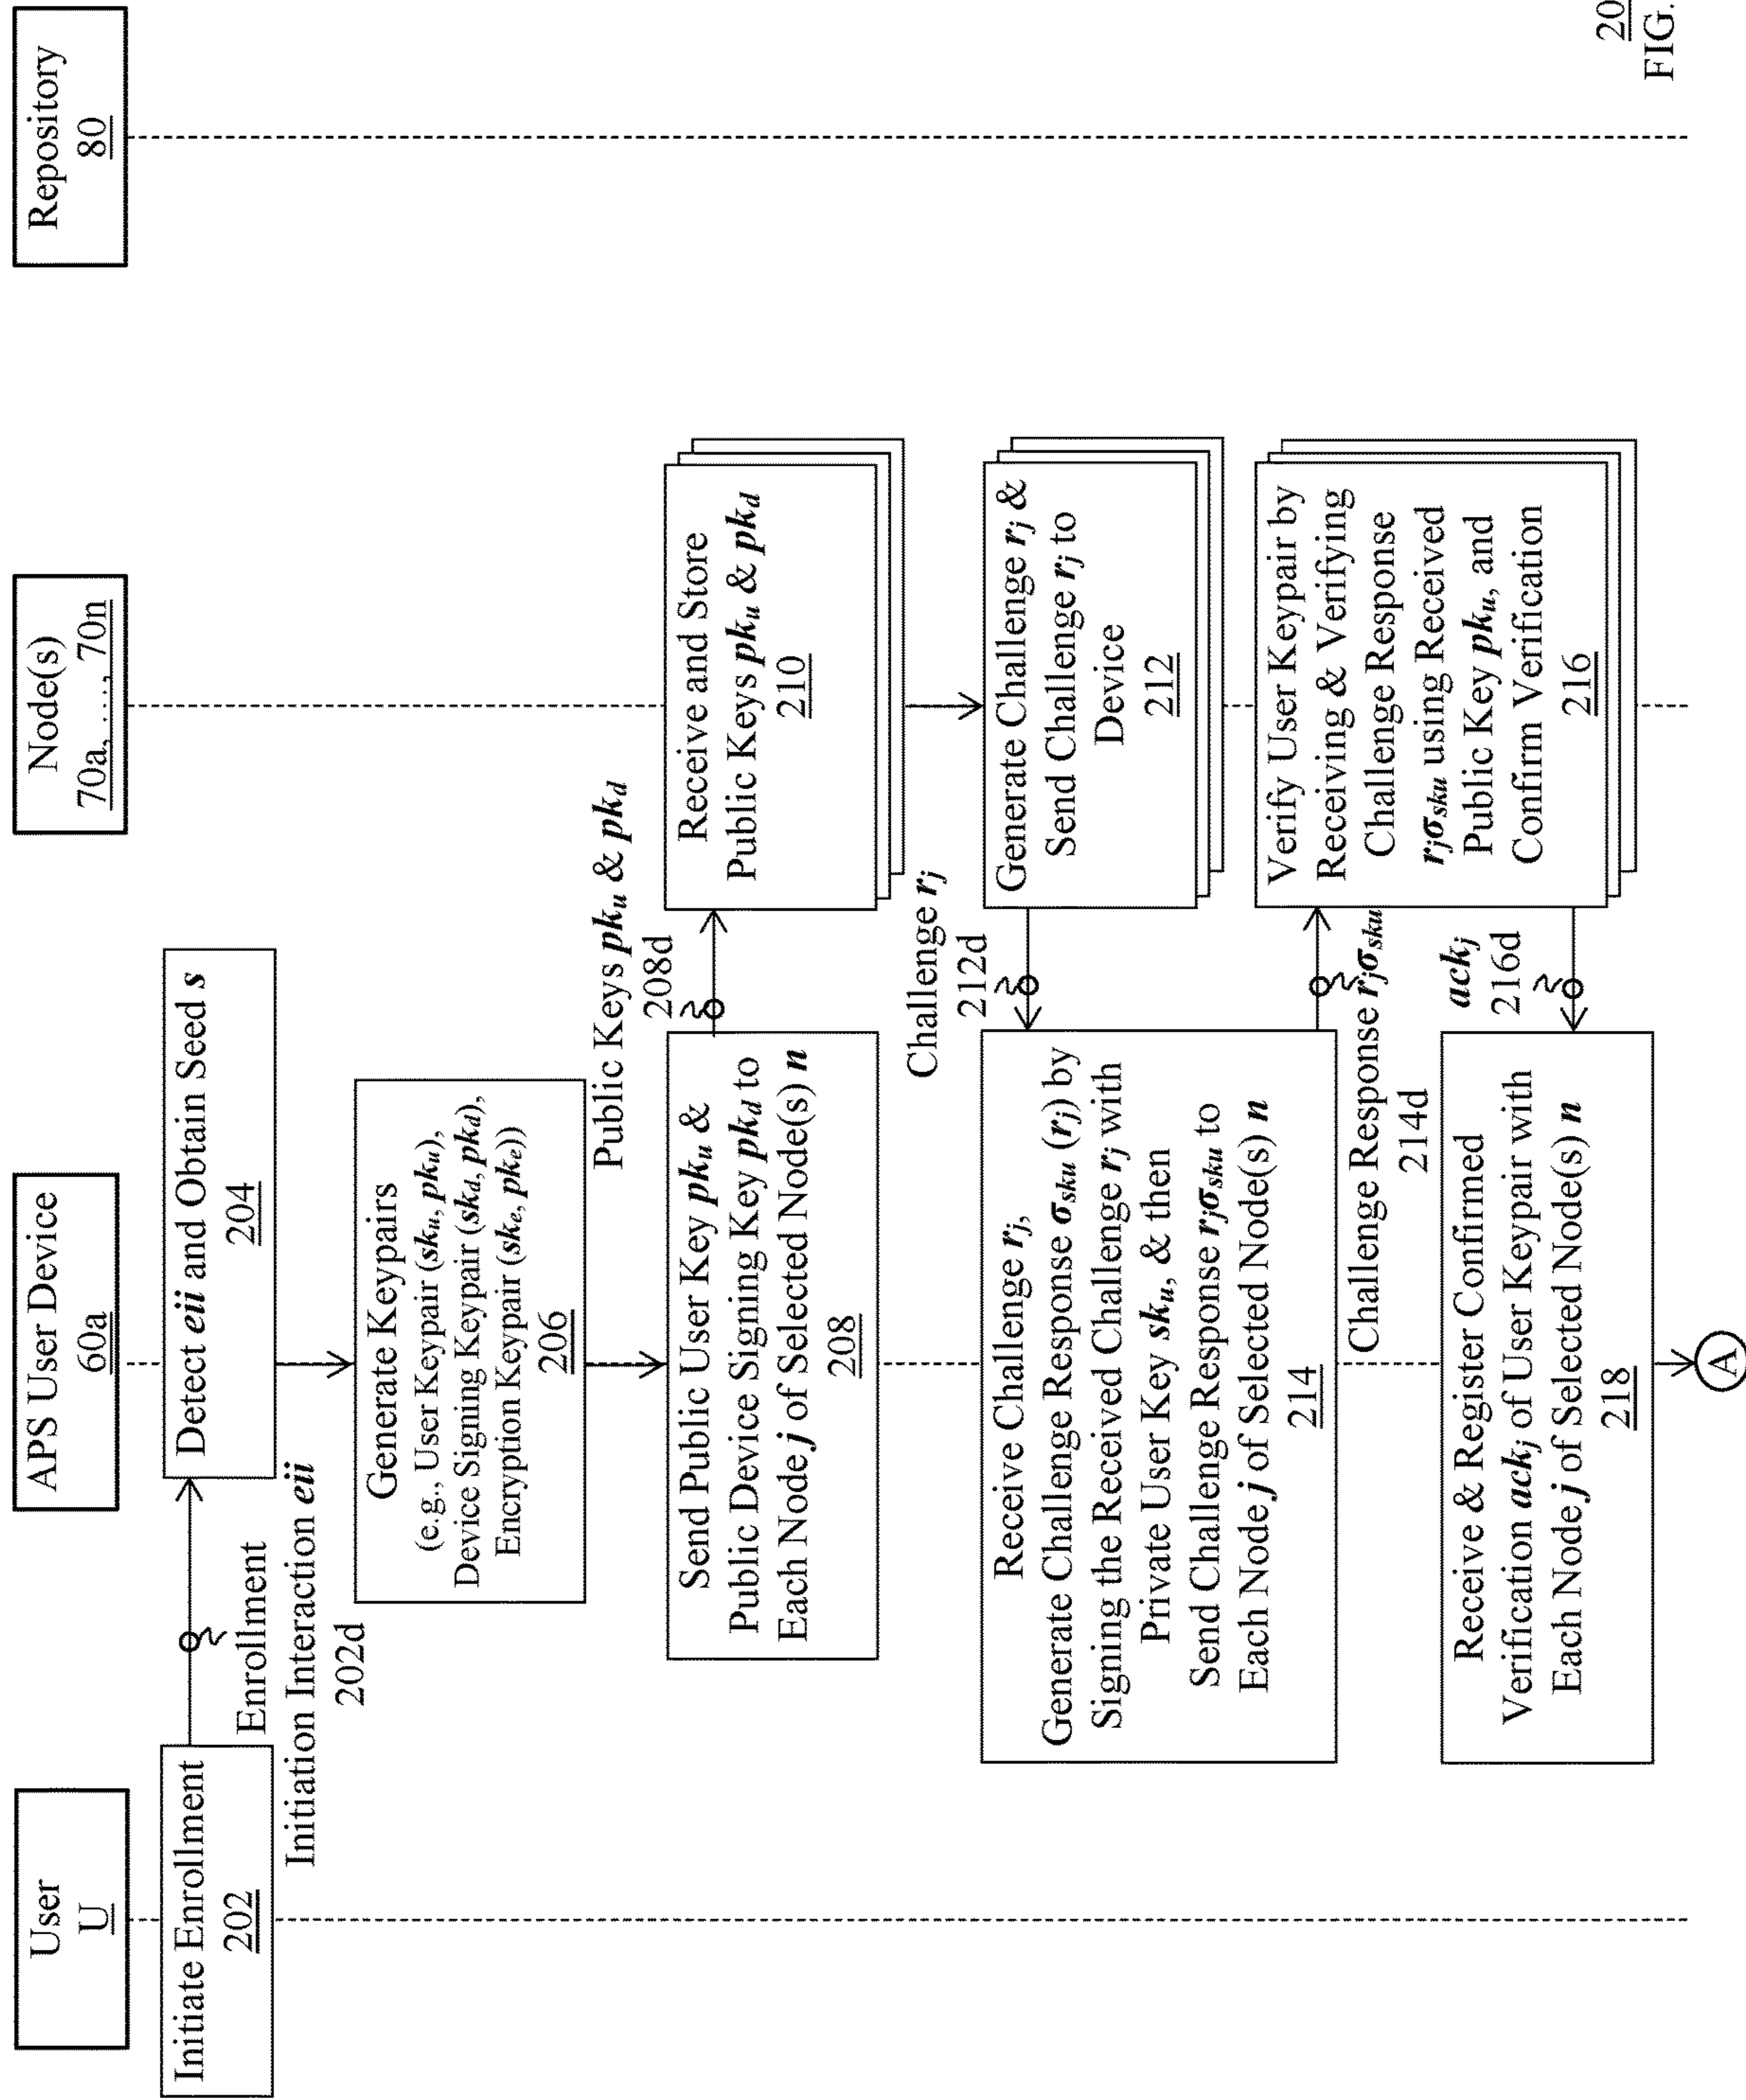 User
U
APS User Device
60a
Node(s)
70a, …, 70n
Repository
80
Initiate Enrollment
202
Enrollment
Initiation Interaction eii
202d
Detect eii and Obtain Seed s
204
Generate Keypairs
(e.g., User Keypair (sku, pku),
Device Signing Keypair (skd, pkd),
Encryption Keypair (ske, pke))
206
Send Public User Key pku &
Public Device Signing Key pkd to
Each Node j of Selected Node(s) n
208
Public Keys pku & pkd
208d
Receive and Store
Public Keys pku & pkd
210
Generate Challenge rj &
Send Challenge rj to
Device
212
Challenge rj
212d
Receive Challenge rj,
Generate Challenge Response σsku (rj) by
Signing the Received Challenge rj with
Private User Key sku, & then
Send Challenge Response rjσsku to
Each Node j of Selected Node(s) n
214
Challenge Response rjσsku
214d
Verify User Keypair by
Receiving & Verifying
Challenge Response
rjσsku using Received
Public Key pku, and
Confirm Verification
216
ackj
216d
Receive & Register Confirmed
Verification ackj of User Keypair with
Each Node j of Selected Node(s) n
218
A
20
FIG.